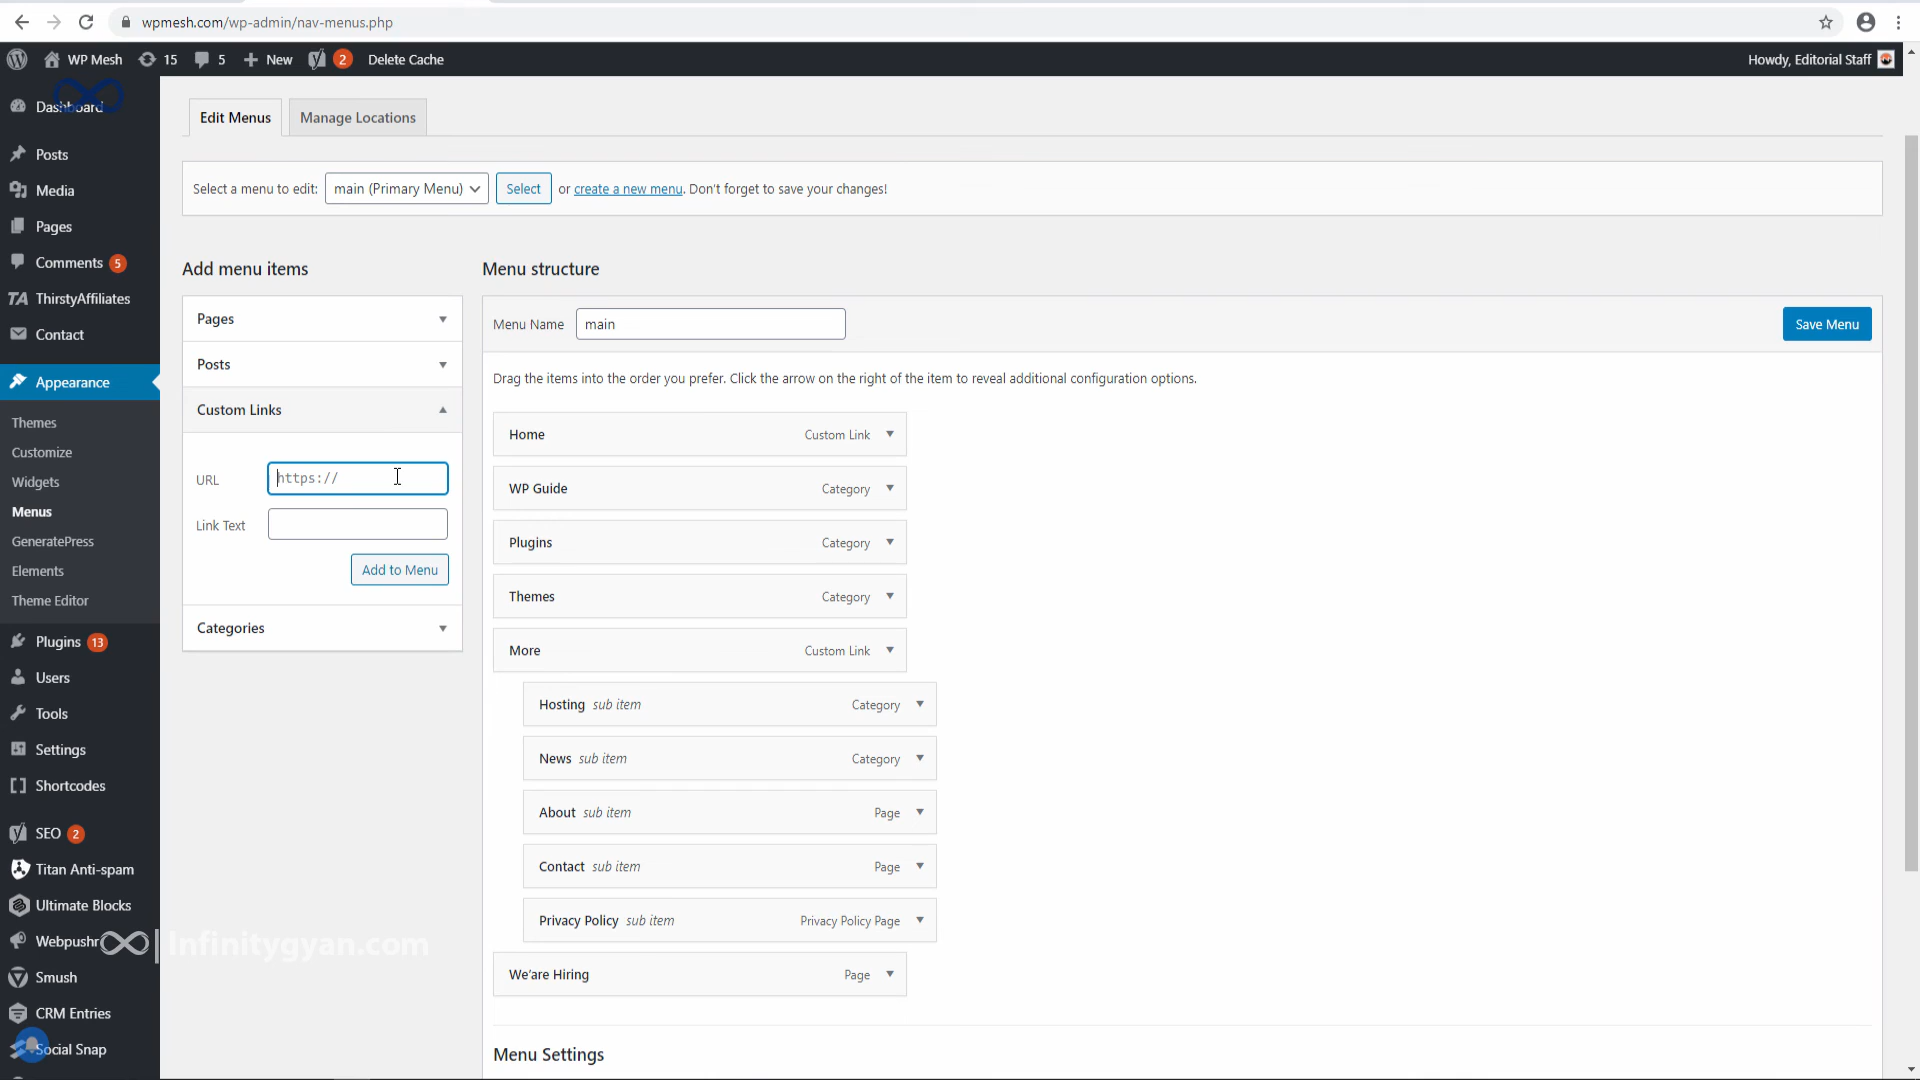 wpmesh.com/wp-admin/nav-menus.php
WP Mesh 15 5 New 2 Delete Cache Howdy, Editorial Staff
Dashboard
Posts
Media
Pages
Comments 5
TA ThirstyAffiliates
Contact
Appearance
Themes
Customize
Widgets
Menus
GeneratePress
Elements
Theme Editor
Plugins 13
Users
Tools
Settings
Shortcodes
SEO 2
Titan Anti-spam
Ultimate Blocks
Webpushr
Smush
CRM Entries
Social Snap
Edit Menus Manage Locations
Select a menu to edit: main (Primary Menu) Select or create a new menu. Don't forget to save your changes!
Add menu items
Pages
Posts
Custom Links
URL https://
Link Text
Add to Menu
Categories
Menu structure
Menu Name main Save Menu
Drag the items into the order you prefer. Click the arrow on the right of the item to reveal additional configuration options.
Home Custom Link
WP Guide Category
Plugins Category
Themes Category
More Custom Link
Hosting sub item Category
News sub item Category
About sub item Page
Contact sub item Page
Privacy Policy sub item Privacy Policy Page
We'are Hiring Page
Menu Settings
Infinitygyan.com